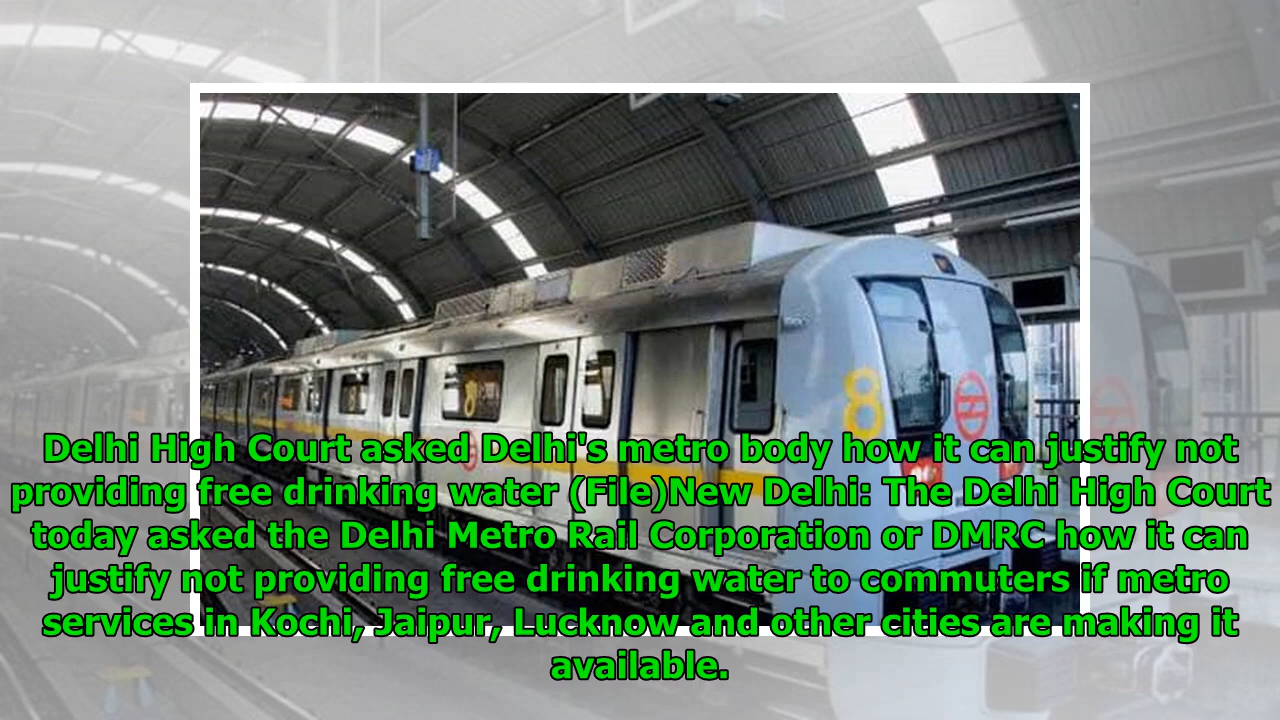 8
8
Delhi High Court asked Delhi's metro body how it can justify not
providing free drinking water (File)New Delhi: The Delhi High Court
today asked the Delhi Metro Rail Corporation or DMRC how it can
justify not providing free drinking water to commuters if metro
services in Kochi, Jaipur, Lucknow and other cities are making it
available.